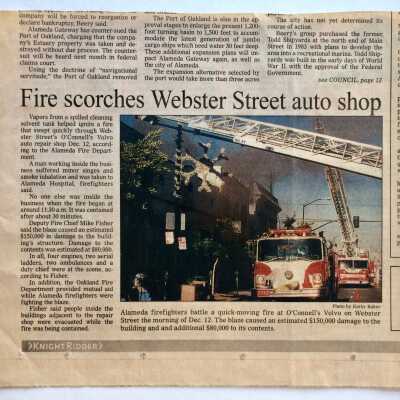 company will be forced to reorganize or
declare bankruptcy, Beery said.
Alameda Gateway has counter-sued the
Port of Oakland, charging that the com-
pany's Estuary property was taken and de-
stroyed without due process. The counter-
suit will be heard next month in federal
claims court.
Using the doctrine of "navigational
servitude," the Port of Oakland removed
The Port of Oakland is also in the ap-
proval stages to enlarge the present 1,200-
foot turning basin to 1,500 feet to accom-
modate the latest generation of jumbo
cargo ships which need water 50 feet deep.
These additional expansion plans will im-
pact Alameda Gateway again, as well as
the city of Alameda.
The expansion alternative selected by
the port would take more than three acres
The city has not yet determined its
course of action.
Beery's group purchased the former
Todd Shipyards at the north end of Main
Street in 1983 with plans to develop the
area into a recreational marina. Todd Ship-
yards was built in the early days of World
War II, with the approval of the Federal
Government.
see COUNCIL, page 12
Fire scorches Webster Street auto shop
Vapors from a spilled cleaning
solvent tank helped ignite a fire
that swept quickly through Web-
ster Street's O'Connell's Volvo
auto repair shop Dec. 12, accord-
ing to the Alameda Fire Depart-
ment.
A man working inside the busi-
ness suffered minor singes and
smoke inhalation and was taken to
Alameda Hospital, firefighters
said.
No one else was inside the
business when the fire began at
around 11:30 a.m. It was contained
after about 30 minutes.
Deputy Fire Chief Mike Fisher
said the blaze caused an estimated
$150,000 in damage to the build-
ing's structure. Damage to the
contents was estimated at $80,000.
In all, four engines, two aerial
ladders, two ambulances and a
duty chief were at the scene, ac-
cording to Fisher.
In addition, the Oakland Fire
Department provided mutual aid
while Alameda firefighters were
fighting the blaze.
Fisher said people inside the
buildings adjacent to the repair
shop were evacuated while the
fire was being contained.
Photo by Kathy Baker
Alameda firefighters battle a quick-moving fire at O'Connell's Volvo on Webster
Street the morning of Dec. 12. The blaze caused an estimated $150,000 damage to the
building and and additional $80,000 to its contents.
KNIGHT RIDDER